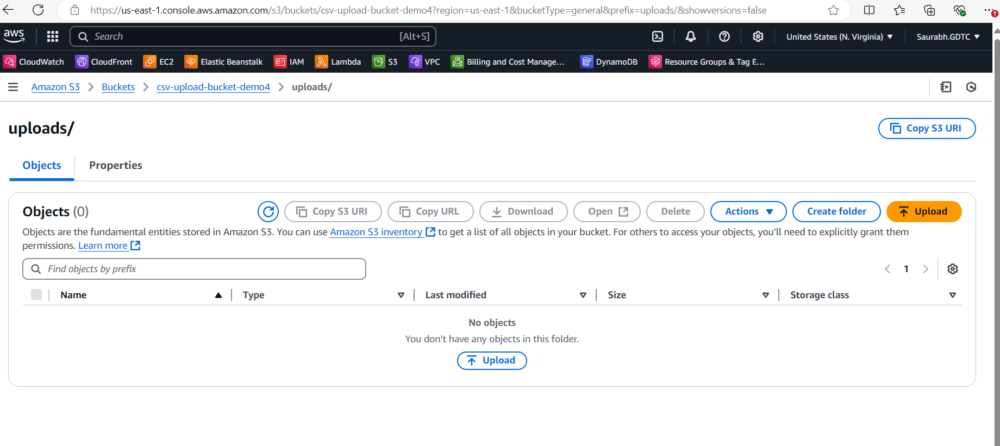 https://us-east-1.console.aws.amazon.com/s3/buckets/csv-upload-bucket-demo4?region=us-east-1&bucketType=general&prefix=uploads/&showversions=false
aws Search [Alt+S] United States (N. Virginia) Saurabh.GDTC
CloudWatch CloudFront EC2 Elastic Beanstalk IAM Lambda S3 VPC Billing and Cost Manage... DynamoDB Resource Groups & Tag E...
Amazon S3 > Buckets > csv-upload-bucket-demo4 > uploads/
uploads/ Copy S3 URI
Objects Properties
Objects (0) Copy S3 URI Copy URL Download Open Delete Actions Create folder Upload
Objects are the fundamental entities stored in Amazon S3. You can use Amazon S3 inventory to get a list of all objects in your bucket. For others to access your objects, you’ll need to explicitly grant them
permissions. Learn more
Find objects by prefix 1
Name Type Last modified Size Storage class
No objects
You don't have any objects in this folder.
Upload